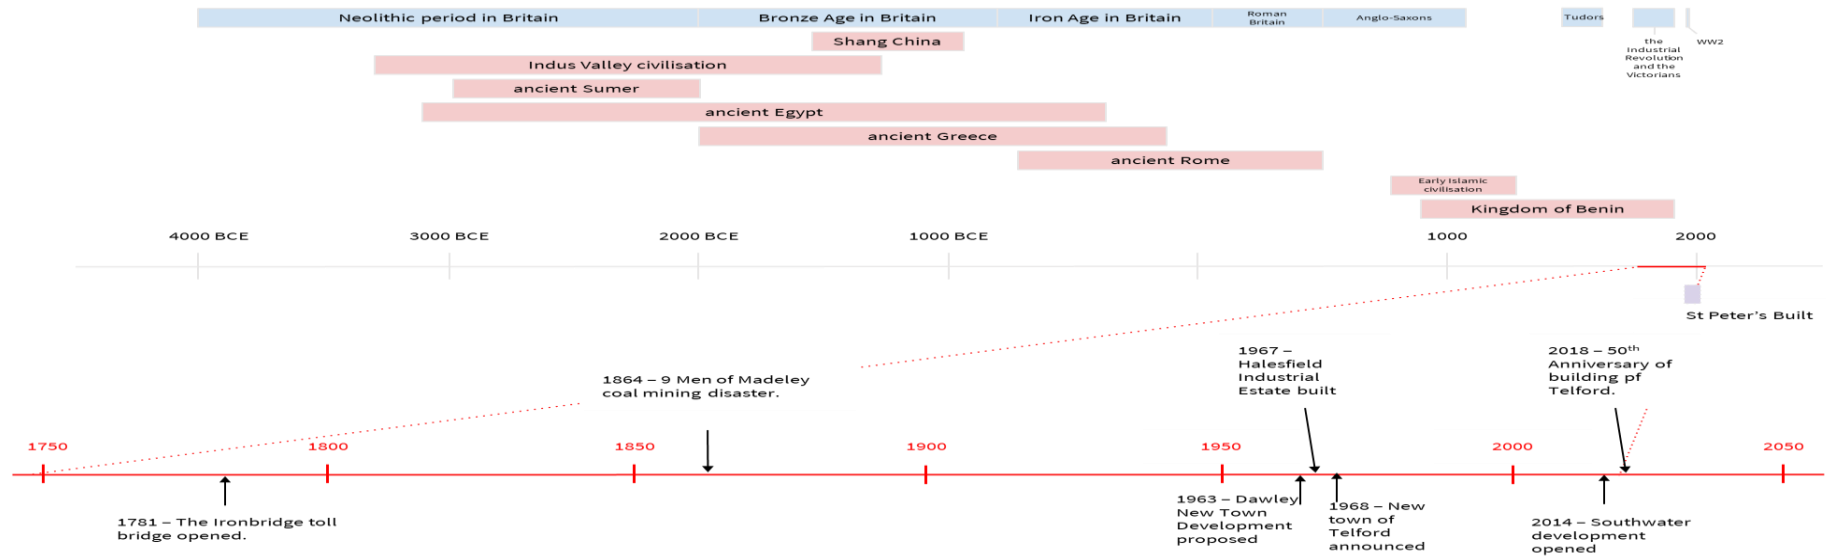 Neolithic period in Britain
Bronze Age in Britain
Iron Age in Britain
Roman
Britain
Anglo-Saxons
Tudors
the
Industrial
Revolution
and the
Victorians
WW2
Shang China
Indus Valley civilisation
ancient Sumer
ancient Egypt
ancient Greece
ancient Rome
Early Islamic
civilisation
Kingdom of Benin
4000 BCE
3000 BCE
2000 BCE
1000 BCE
1000
2000
St Peter's Built
1864 – 9 Men of Madeley
coal mining disaster.
1967 –
Halesfield
Industrial
Estate built
2018 – 50th
Anniversary of
building pf
Telford.
1750
1800
1850
1900
1950
2000
2050
1781 – The Ironbridge toll
bridge opened.
1963 – Dawley
New Town
Development
proposed
1968 – New
town of
Telford
announced
2014 – Southwater
development
opened